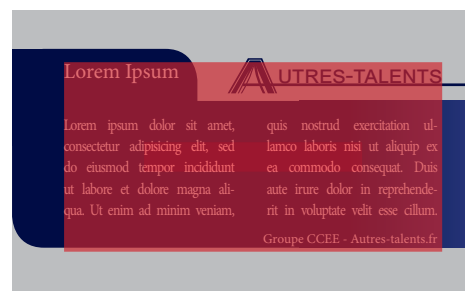 Lorem Ipsum
AUTRES-TALENTS
Lorem ipsum dolor sit amet,
consectetur adipisicing elit, sed
do eiusmod tempor incididunt
ut labore et dolore magna ali-
qua. Ut enim ad minim veniam,
quis nostrud exercitation ul-
lamco laboris nisi ut aliquip ex
ea commodo consequat. Duis
aute irure dolor in reprehende-
rit in voluptate velit esse cillum.
Groupe CCEE - Autres-talents.fr